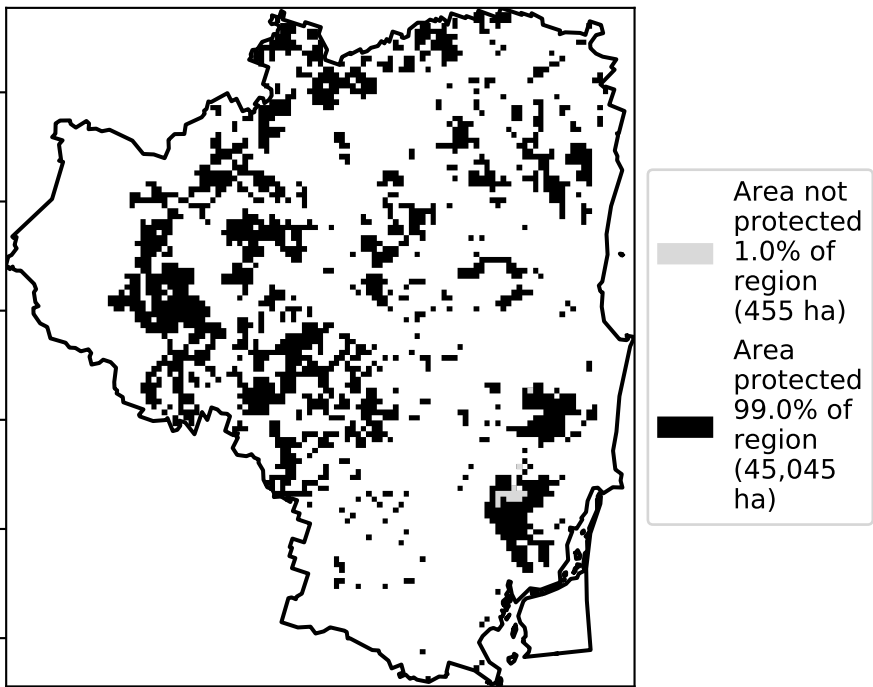 Area not
protected
1.0% of
region
(455 ha)
Area
protected
99.0% of
region
(45,045
ha)